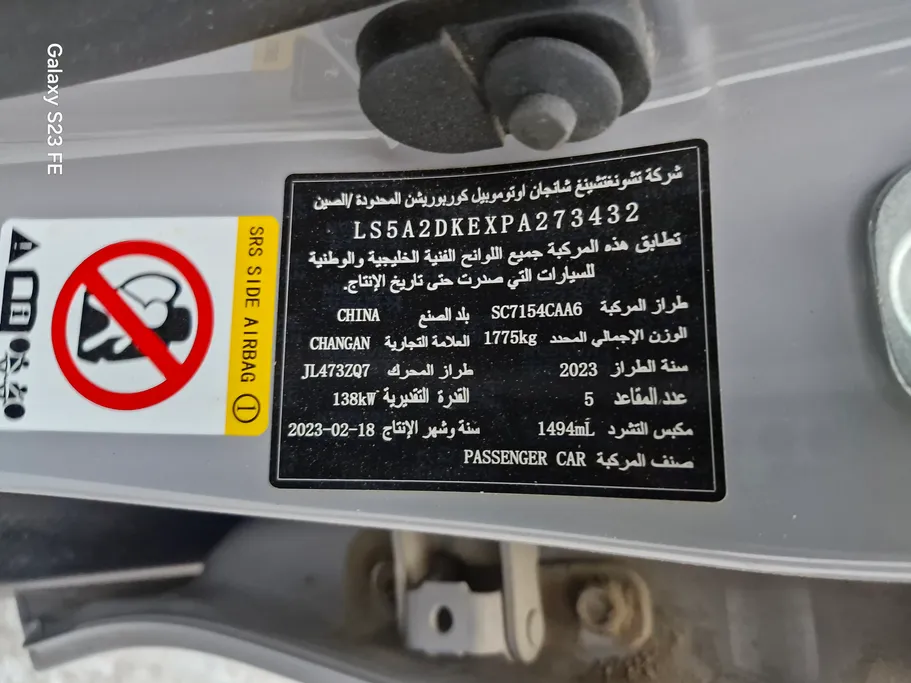 Galaxy S23 FE
SRS SIDE AIRBAG 1
شركة تشونغتشينغ شانجان اوتوموبيل كوربوريشن المحدودة /الصين
LS5A2DKEXPA273432
تطابق هذه المركبة جميع اللوائح الفنية الخليجية والوطنية
للسيارات التي صدرت حتى تاريخ الإنتاج.
طراز المركبة SC7154CAA6 بلد الصنع CHINA
الوزن الإجمالي المحدد 1775kg العلامة التجارية CHANGAN
سنة الطراز 2023 طراز المحرك JL473ZQ7
عدد المقاعد 5 القدرة التقديرية 138kW
مكبس التشرد 1494mL سنة وشهر الإنتاج 2023-02-18
صنف المركبة PASSENGER CAR